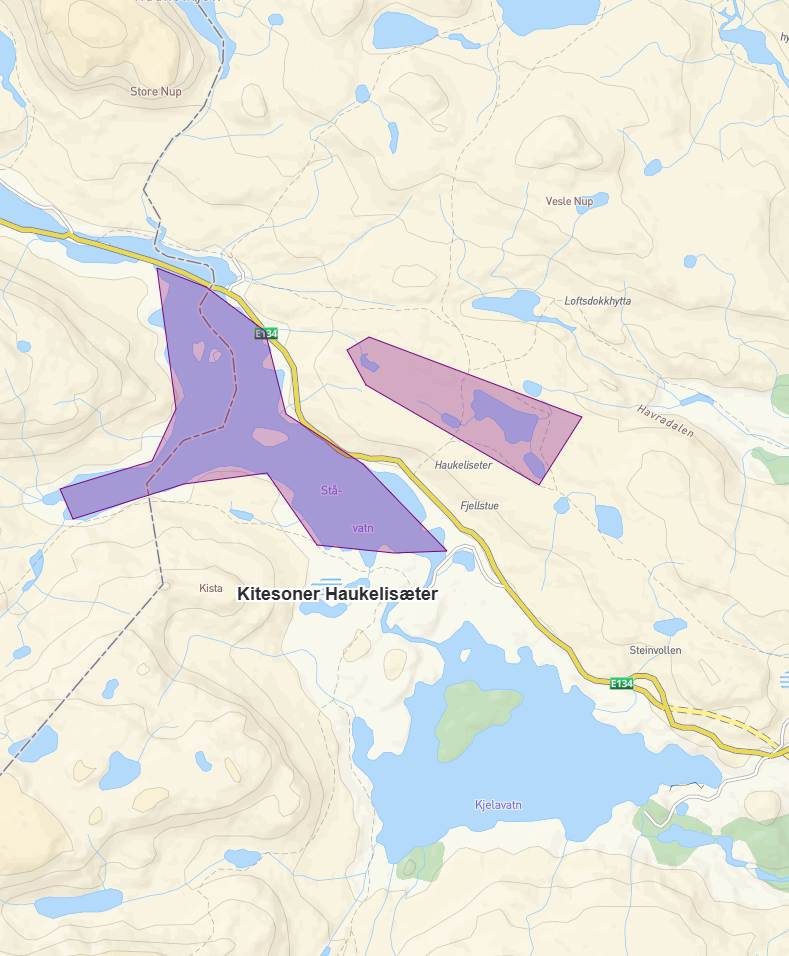 Store Nup
Vesle Nup
Loftsdokkhytta
E134
Havradalen
Haukeliseter
Stå-
Fjellstue
vatn
Kista
Kitesoner Haukelisæter
Steinvollen
E134
Kjelavatn